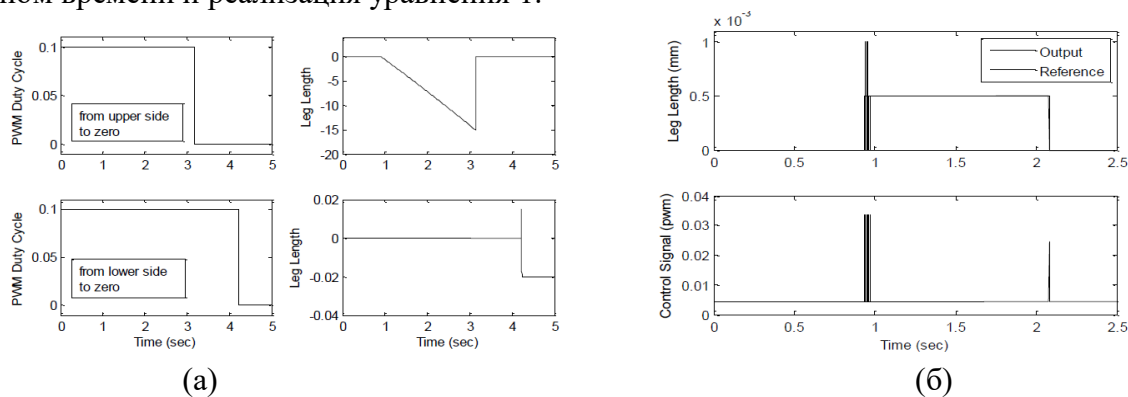 ном времени и реализация уравнения 1.
PWM Duty Cycle
0.1
0.05
0
from upper side
to zero
0 1 2 3 4 5
Leg Length
0
-5
-10
-15
-20
0 1 2 3 4 5
PWM Duty Cycle
0.1
0.05
0
from lower side
to zero
0 1 2 3 4 5
Time (sec)
Leg Length
0.02
0
-0.02
-0.04
0 1 2 3 4 5
Time (sec)
(а)
x 10⁻³
Leg Length (mm)
1
0.5
0
Output
Reference
0 0.5 1 1.5 2 2.5
Control Signal (pwm)
0.04
0.03
0.02
0.01
0
0 0.5 1 1.5 2 2.5
Time (sec)
(б)